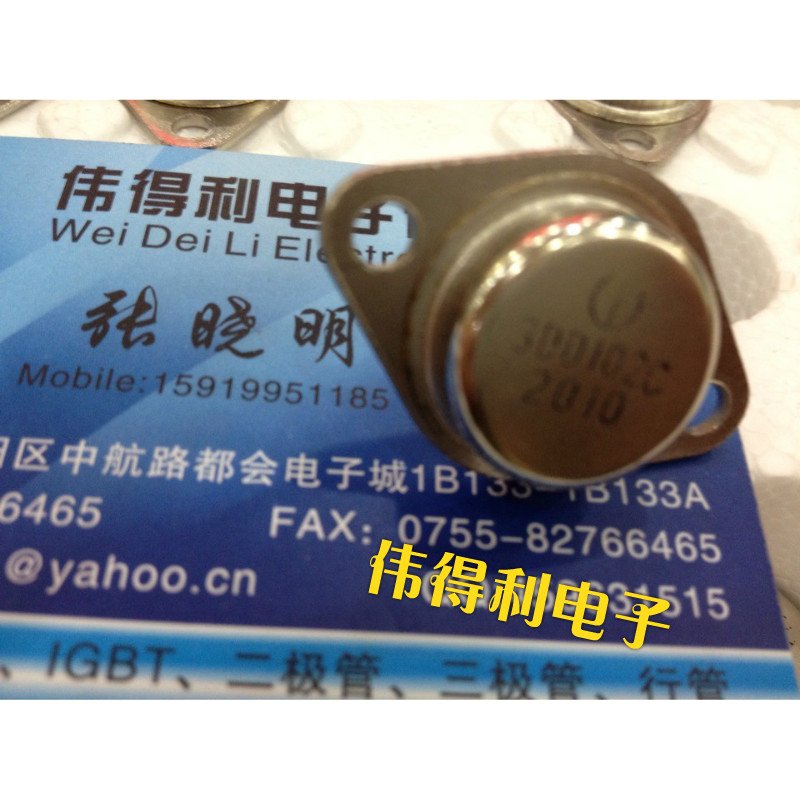 伟得利电子
Wei Dei Li Electro
张晓明
Mobile:15919951185
3DD102C
2010
区中航路都会电子城1B133-1B133A
6465
FAX: 0755-82766465
@yahoo.cn
631515
伟得利电子
、IGBT、二极管、三极管、行管